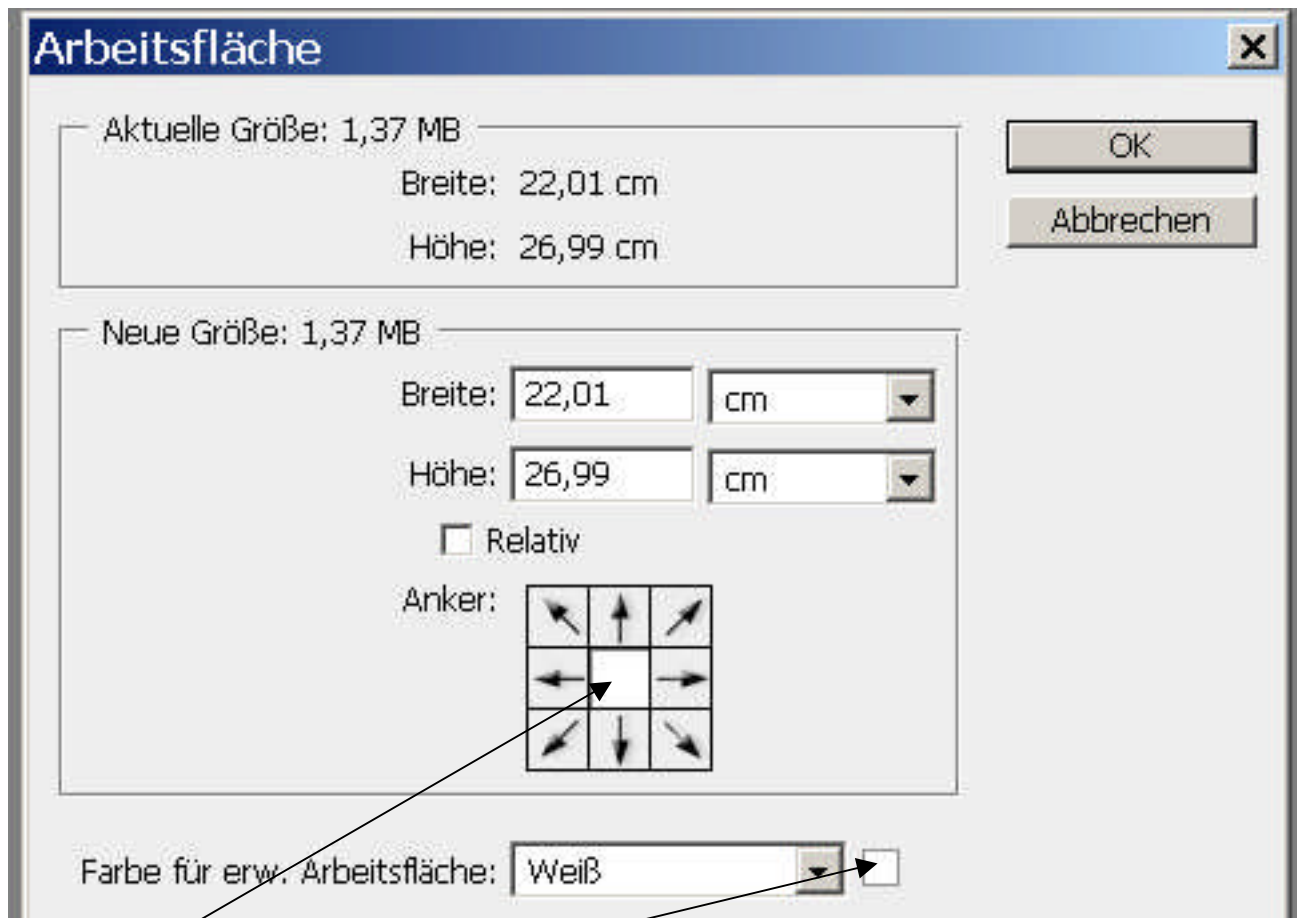 Arbeitsfläche
Aktuelle Größe: 1,37 MB
Breite: 22,01 cm
Höhe: 26,99 cm
OK
Abbrechen
Neue Größe: 1,37 MB
Breite: 22,01 cm
Höhe: 26,99 cm
Relativ
Anker:
Farbe für erw. Arbeitsfläche: Weiß